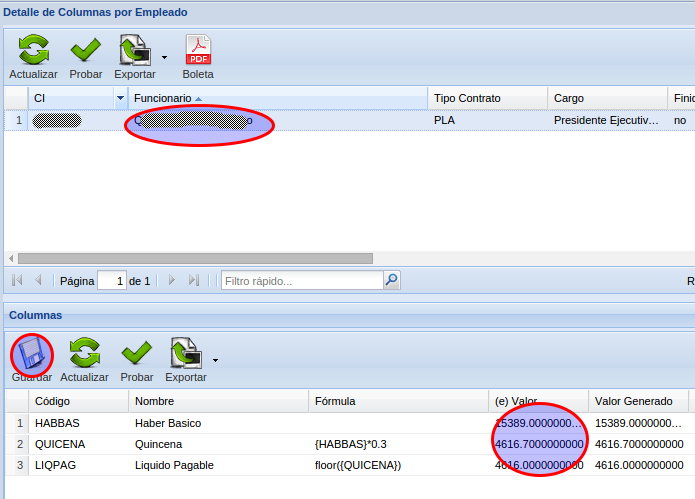 Detalle de Columnas por Empleado
Actualizar Probar Exportar Boleta
CI Funcionario Tipo Contrato Cargo Finic
1 PLA Presidente Ejecutiv... no
Página 1 de 1 Filtro rápido... R
Columnas
Guardar Actualizar Probar Exportar
Código Nombre Fórmula (e) Valor Valor Generado
1 HABBAS Haber Basico 15389.0000000... 15389.0000000...
2 QUICENA Quincena {HABBAS}*0.3 4616.7000000000 4616.7000000000
3 LIQPAG Liquido Pagable floor({QUICENA}) 4616.0000000000 4616.0000000000